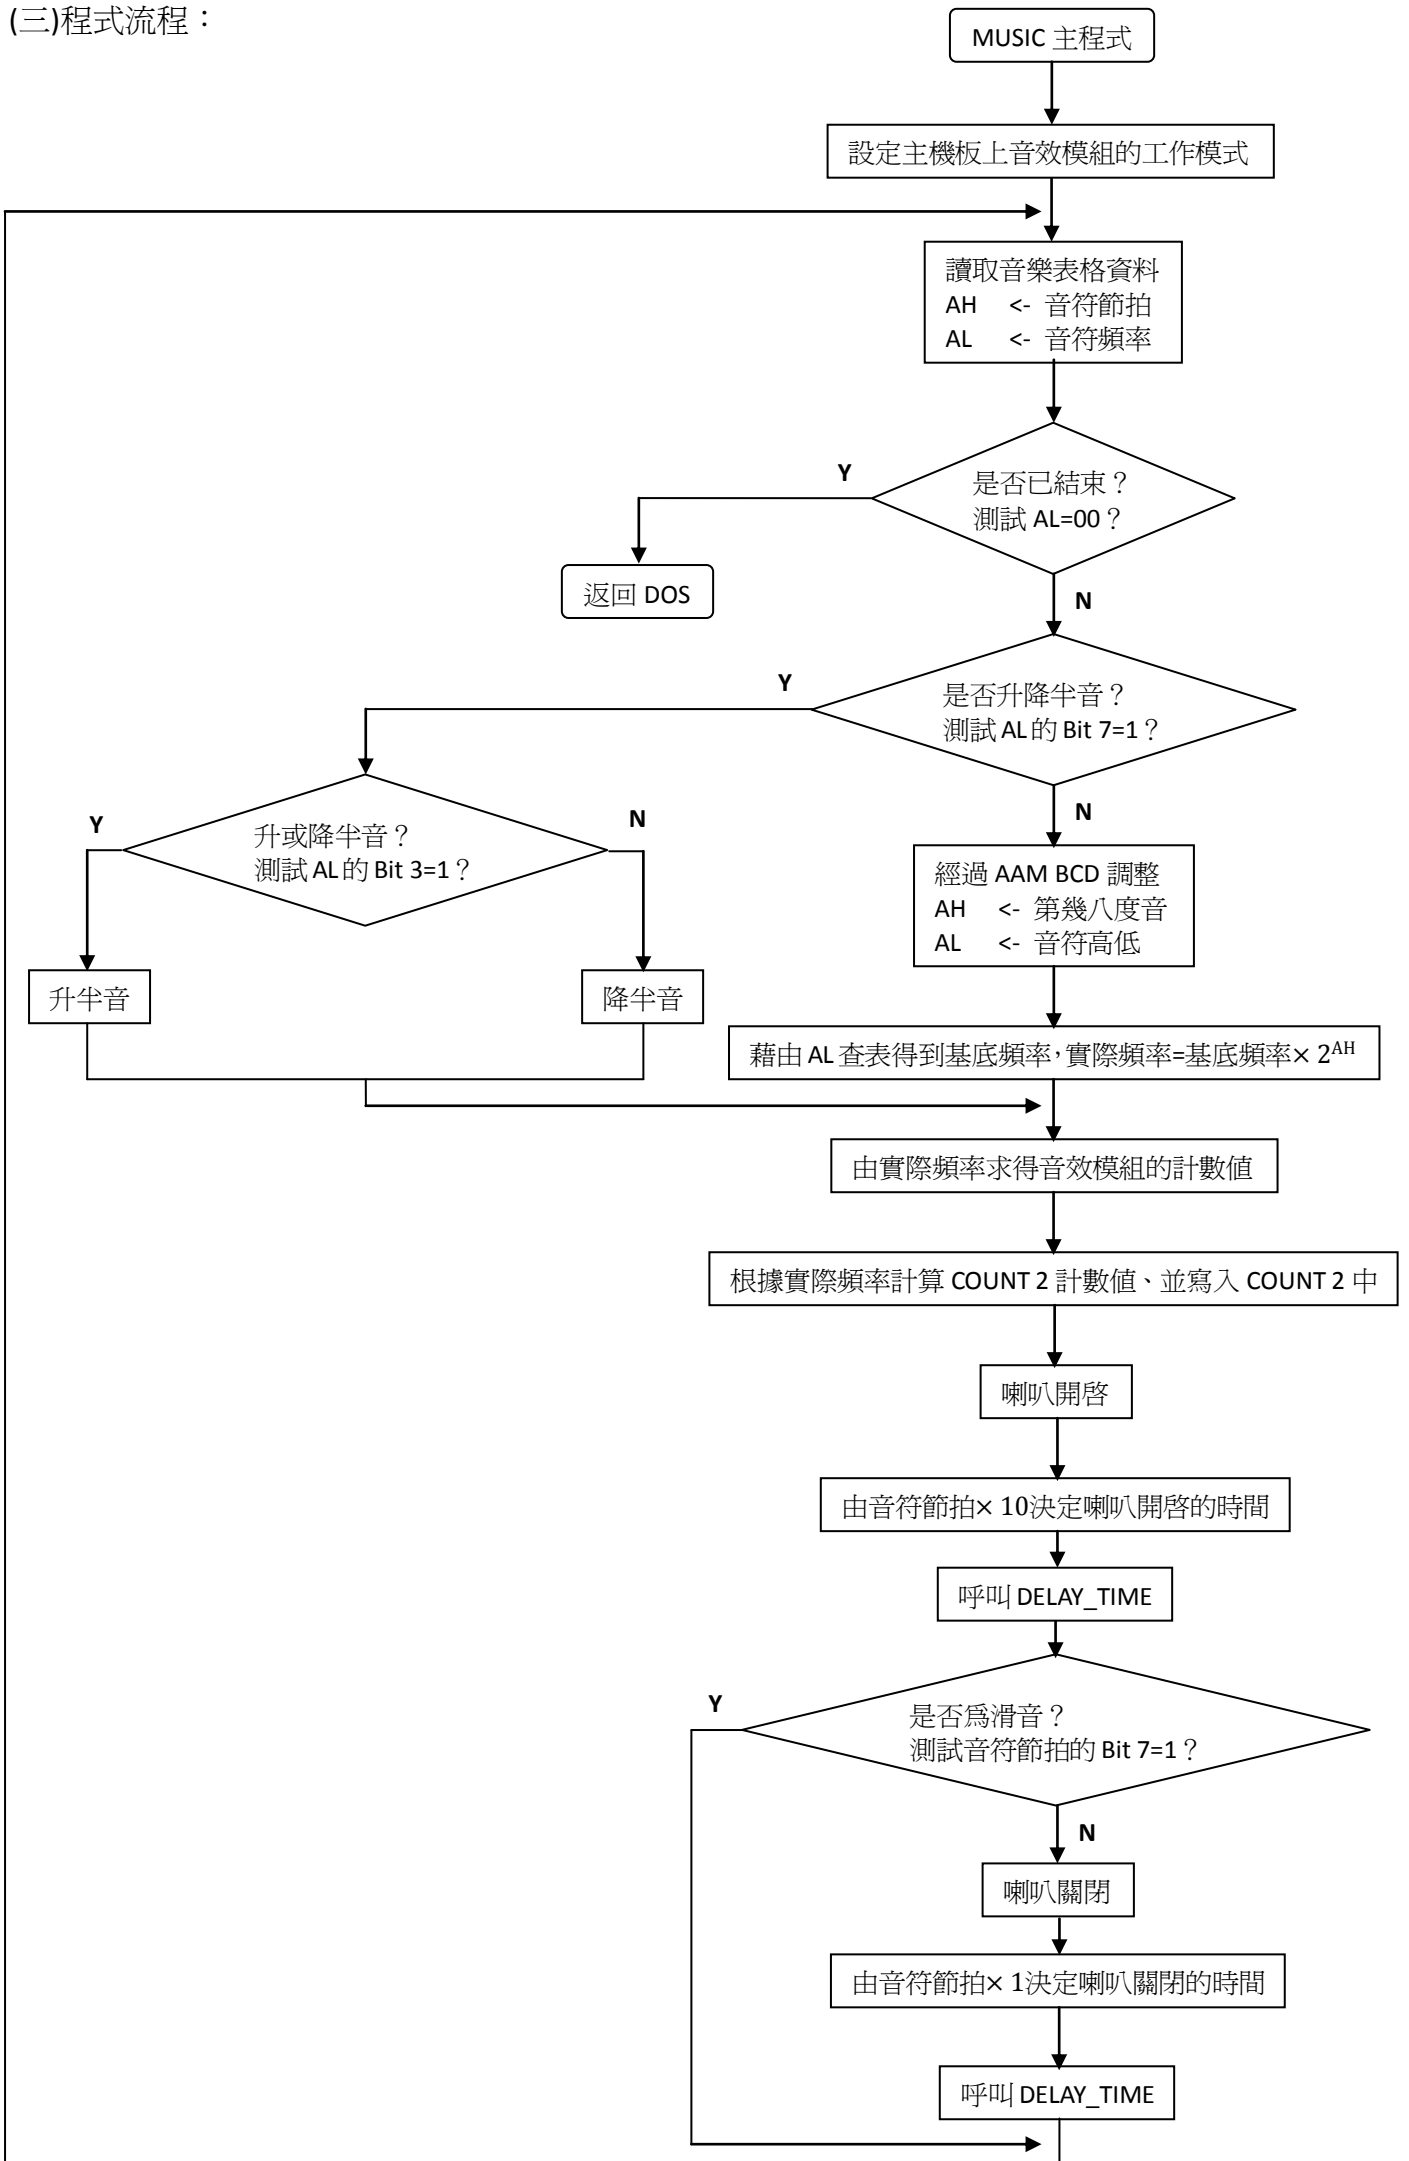 (三)程式流程：
MUSIC 主程式
設定主機板上音效模組的工作模式
讀取音樂表格資料
AH <- 音符節拍
AL <- 音符頻率
Y
是否已結束？
測試 AL=00？
返回 DOS
N
Y
是否升降半音？
測試 AL 的 Bit 7=1？
N
Y
升或降半音？
測試 AL 的 Bit 3=1？
N
經過 AAM BCD 調整
AH <- 第幾八度音
AL <- 音符高低
升半音
降半音
藉由 AL 查表得到基底頻率，實際頻率=基底頻率× 2^AH
由實際頻率求得音效模組的計數值
根據實際頻率計算 COUNT 2 計數值、並寫入 COUNT 2 中
喇叭開啓
由音符節拍× 10決定喇叭開啓的時間
呼叫 DELAY_TIME
Y
是否爲滑音？
測試音符節拍的 Bit 7=1？
N
喇叭關閉
由音符節拍× 1決定喇叭關閉的時間
呼叫 DELAY_TIME